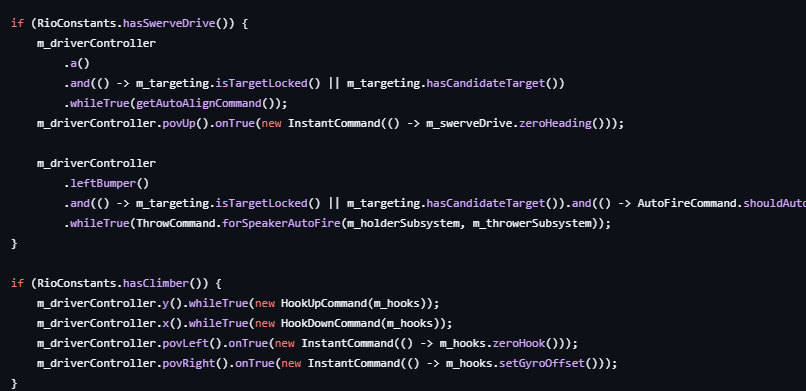 if (RioConstants.hasSwerveDrive()) {
    m_driverController
        .a()
        .and(() -> m_targeting.isTargetLocked() || m_targeting.hasCandidateTarget())
        .whileTrue(getAutoAlignCommand());
    m_driverController.povUp().onTrue(new InstantCommand(() -> m_swerveDrive.zeroHeading()));

    m_driverController
        .leftBumper()
        .and(() -> m_targeting.isTargetLocked() || m_targeting.hasCandidateTarget()).and(() -> AutoFireCommand.shouldAuto
        .whileTrue(ThrowCommand.forSpeakerAutoFire(m_holderSubsystem, m_throwerSubsystem));
}

if (RioConstants.hasClimber()) {
    m_driverController.y().whileTrue(new HookUpCommand(m_hooks));
    m_driverController.x().whileTrue(new HookDownCommand(m_hooks));
    m_driverController.povLeft().onTrue(new InstantCommand(() -> m_hooks.zeroHook()));
    m_driverController.povRight().onTrue(new InstantCommand(() -> m_hooks.setGyroOffset()));
}